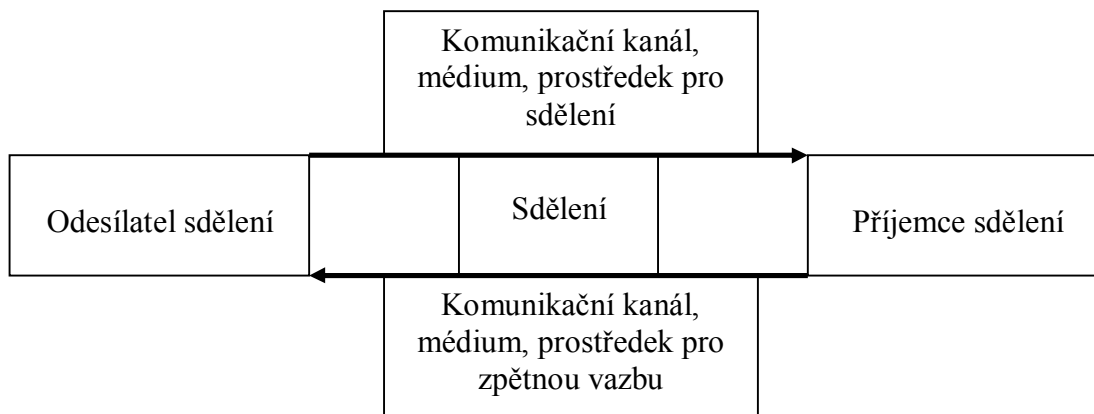 Komunikační kanál,
médium, prostředek pro
sdělení
Odesílatel sdělení
Sdělení
Příjemce sdělení
Komunikační kanál,
médium, prostředek pro
zpětnou vazbu